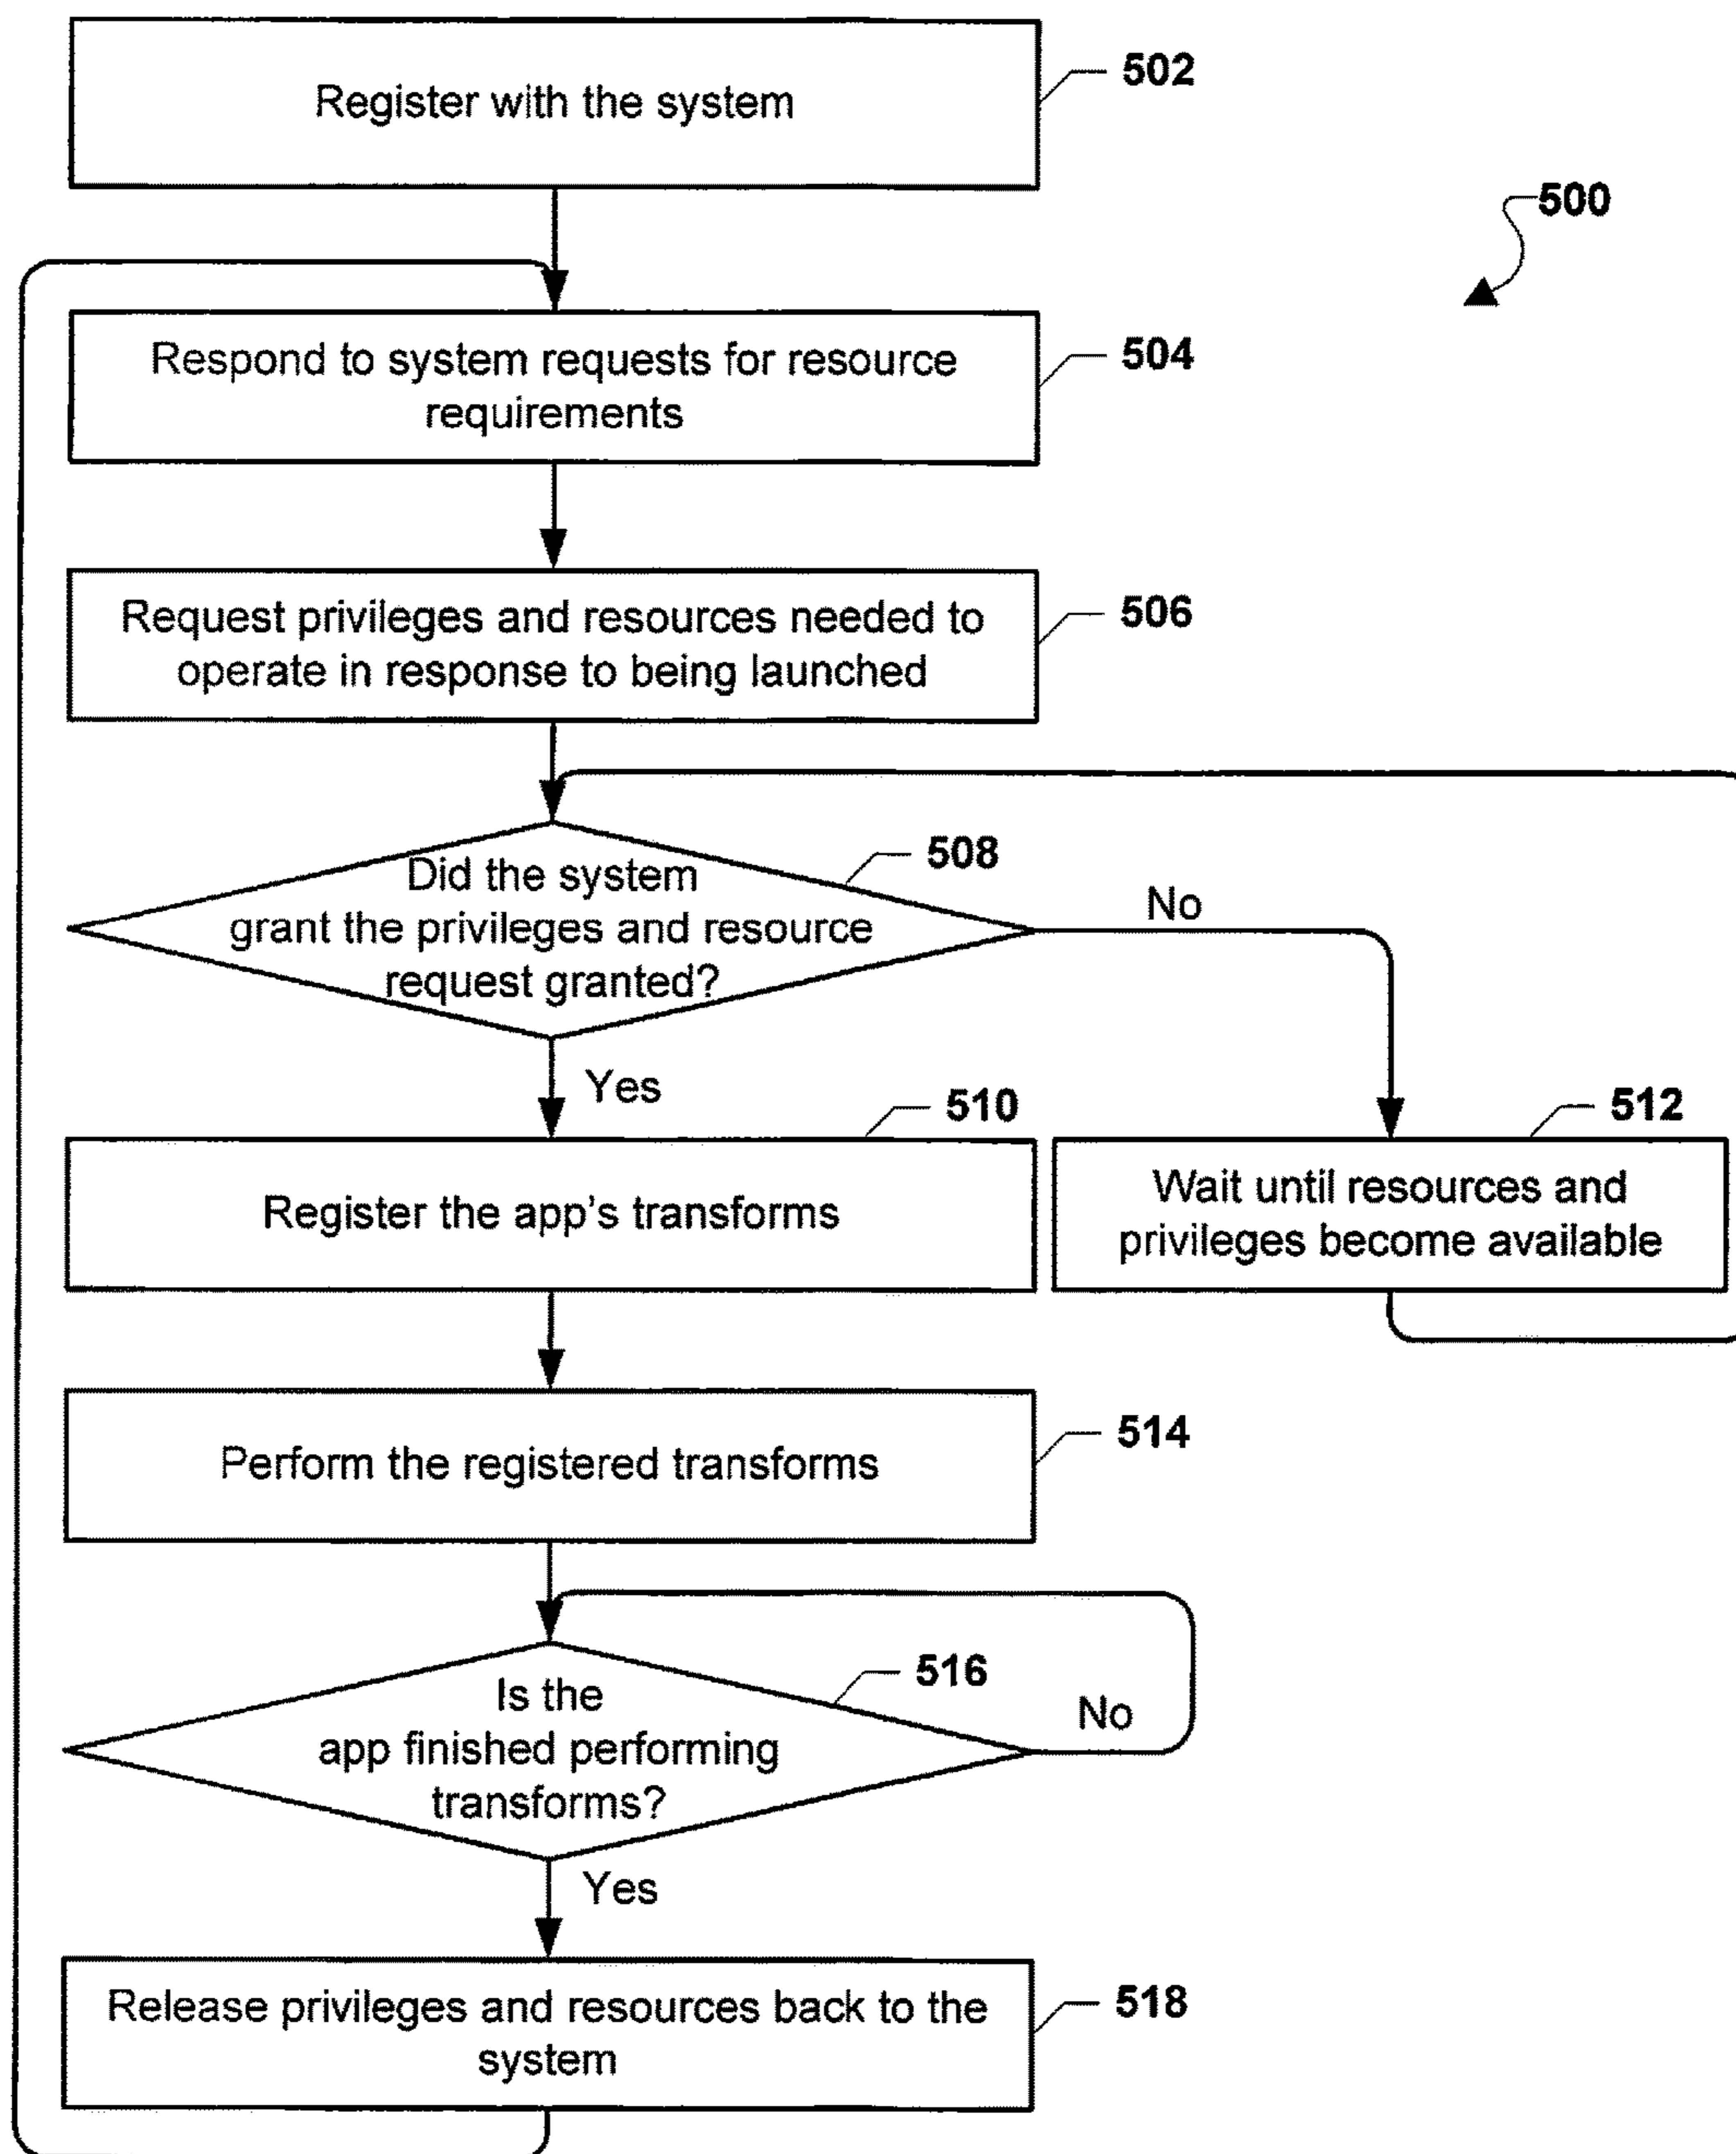 Register with the system
502
500
Respond to system requests for resource
requirements
504
Request privileges and resources needed to
operate in response to being launched
506
Did the system
grant the privileges and resource
request granted?
508
No
Yes
510
Register the app's transforms
512
Wait until resources and
privileges become available
Perform the registered transforms
514
Is the
app finished performing
transforms?
516
No
Yes
Release privileges and resources back to the
system
518